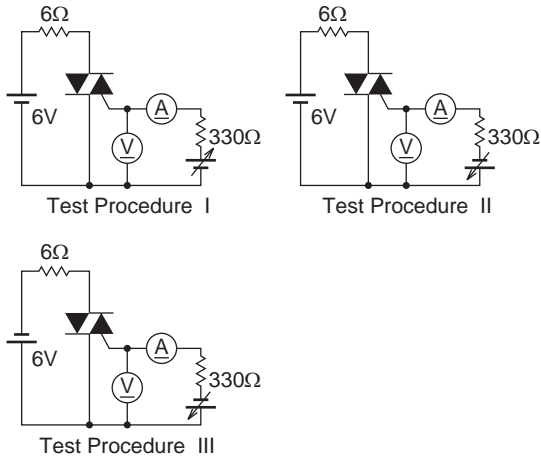 6Ω
6V
A
V
330Ω
Test Procedure I
6Ω
6V
A
V
330Ω
Test Procedure II
6Ω
6V
A
V
330Ω
Test Procedure III